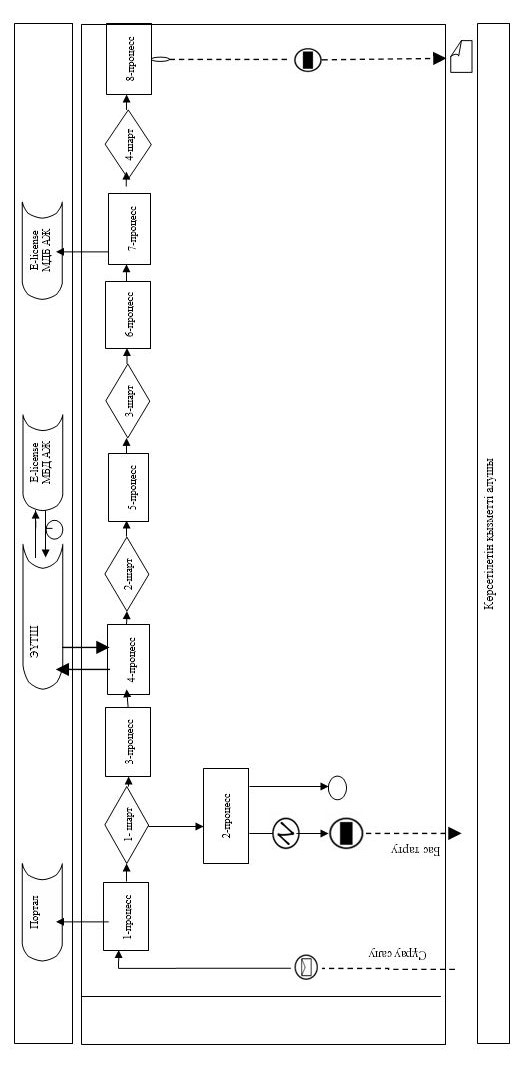 Портал
ЭҮТШ
E-license
МБД АЖ
E-license
МДБ АЖ
1-процесс
1- шарт
3-процесс
4-процесс
2-шарт
5-процесс
3-шарт
6-процесс
7-процесс
4-шарт
8-процесс
2-процесс
Сұрау салу
Бас тарту
Көрсетілетін қызметті алушы